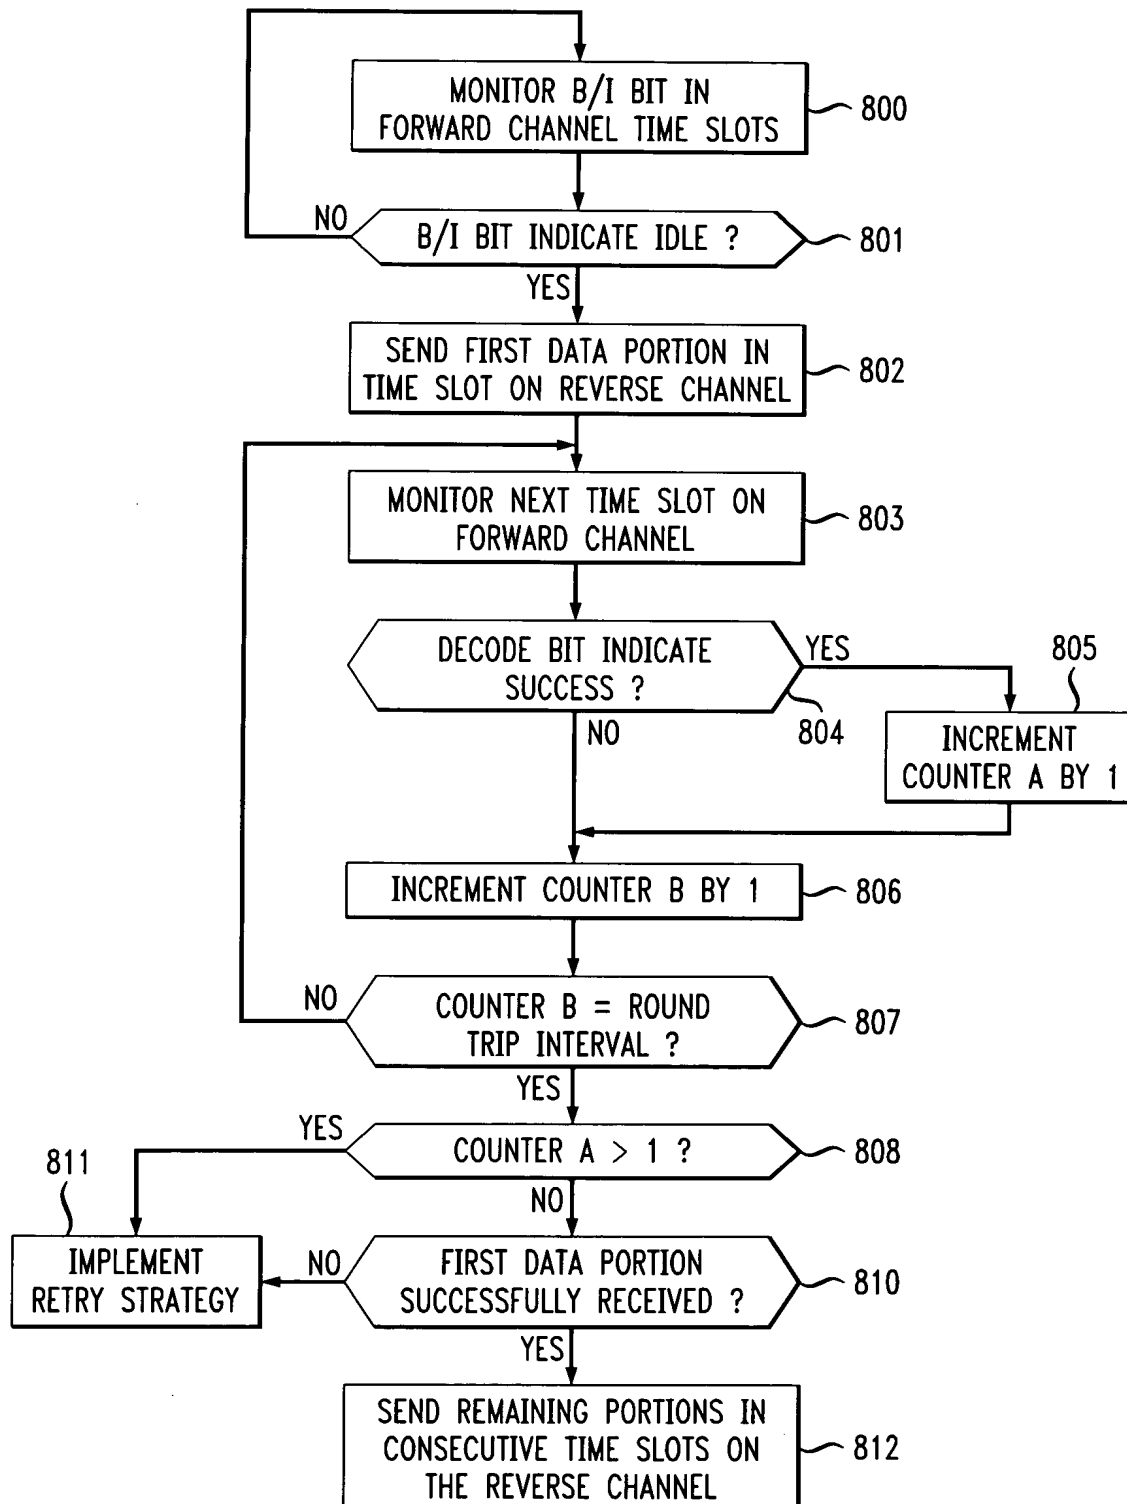 MONITOR B/I BIT IN
FORWARD CHANNEL TIME SLOTS
800
NO
B/I BIT INDICATE IDLE ?
801
YES
SEND FIRST DATA PORTION IN
TIME SLOT ON REVERSE CHANNEL
802
MONITOR NEXT TIME SLOT ON
FORWARD CHANNEL
803
DECODE BIT INDICATE
SUCCESS ?
YES
804
NO
805
INCREMENT
COUNTER A BY 1
INCREMENT COUNTER B BY 1
806
NO
COUNTER B = ROUND
TRIP INTERVAL ?
807
YES
YES
COUNTER A > 1 ?
808
NO
811
IMPLEMENT
RETRY STRATEGY
NO
FIRST DATA PORTION
SUCCESSFULLY RECEIVED ?
810
YES
SEND REMAINING PORTIONS IN
CONSECUTIVE TIME SLOTS ON
THE REVERSE CHANNEL
812